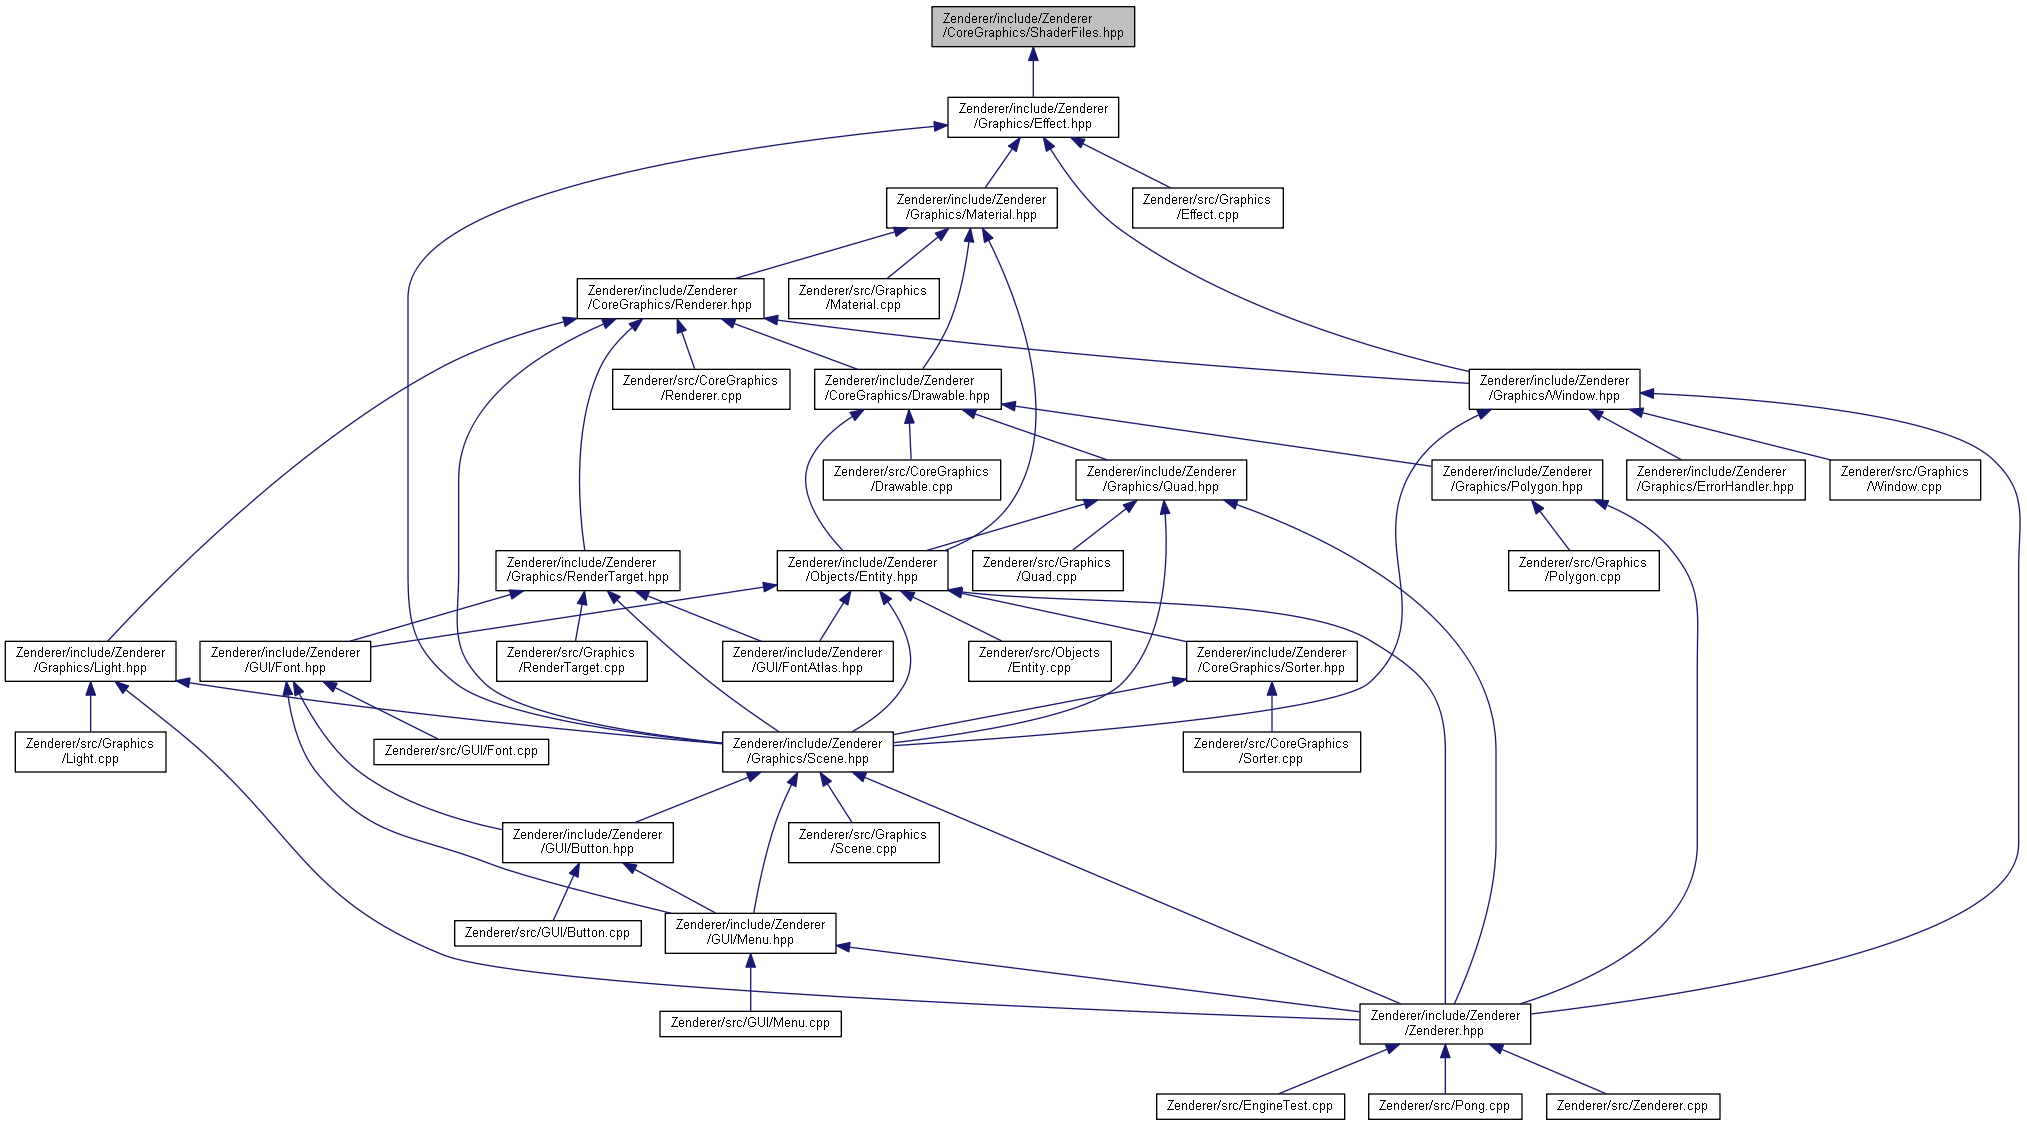 Zenderer/include/Zenderer
/CoreGraphics/ShaderFiles.hpp
Zenderer/include/Zenderer
/Graphics/Effect.hpp
Zenderer/include/Zenderer
/Graphics/Material.hpp
Zenderer/src/Graphics
/Effect.cpp
Zenderer/include/Zenderer
/CoreGraphics/Renderer.hpp
Zenderer/src/Graphics
/Material.cpp
Zenderer/src/CoreGraphics
/Renderer.cpp
Zenderer/include/Zenderer
/CoreGraphics/Drawable.hpp
Zenderer/include/Zenderer
/Graphics/Window.hpp
Zenderer/src/CoreGraphics
/Drawable.cpp
Zenderer/include/Zenderer
/Graphics/Quad.hpp
Zenderer/include/Zenderer
/Graphics/Polygon.hpp
Zenderer/include/Zenderer
/Graphics/ErrorHandler.hpp
Zenderer/src/Graphics
/Window.cpp
Zenderer/include/Zenderer
/Graphics/RenderTarget.hpp
Zenderer/include/Zenderer
/Objects/Entity.hpp
Zenderer/src/Graphics
/Quad.cpp
Zenderer/src/Graphics
/Polygon.cpp
Zenderer/include/Zenderer
/Graphics/Light.hpp
Zenderer/include/Zenderer
/GUI/Font.hpp
Zenderer/src/Graphics
/RenderTarget.cpp
Zenderer/include/Zenderer
/GUI/FontAtlas.hpp
Zenderer/src/Objects
/Entity.cpp
Zenderer/include/Zenderer
/CoreGraphics/Sorter.hpp
Zenderer/src/Graphics
/Light.cpp
Zenderer/src/GUI/Font.cpp
Zenderer/include/Zenderer
/Graphics/Scene.hpp
Zenderer/src/CoreGraphics
/Sorter.cpp
Zenderer/include/Zenderer
/GUI/Button.hpp
Zenderer/src/Graphics
/Scene.cpp
Zenderer/src/GUI/Button.cpp
Zenderer/include/Zenderer
/GUI/Menu.hpp
Zenderer/src/GUI/Menu.cpp
Zenderer/include/Zenderer
/Zenderer.hpp
Zenderer/src/EngineTest.cpp
Zenderer/src/Pong.cpp
Zenderer/src/Zenderer.cpp